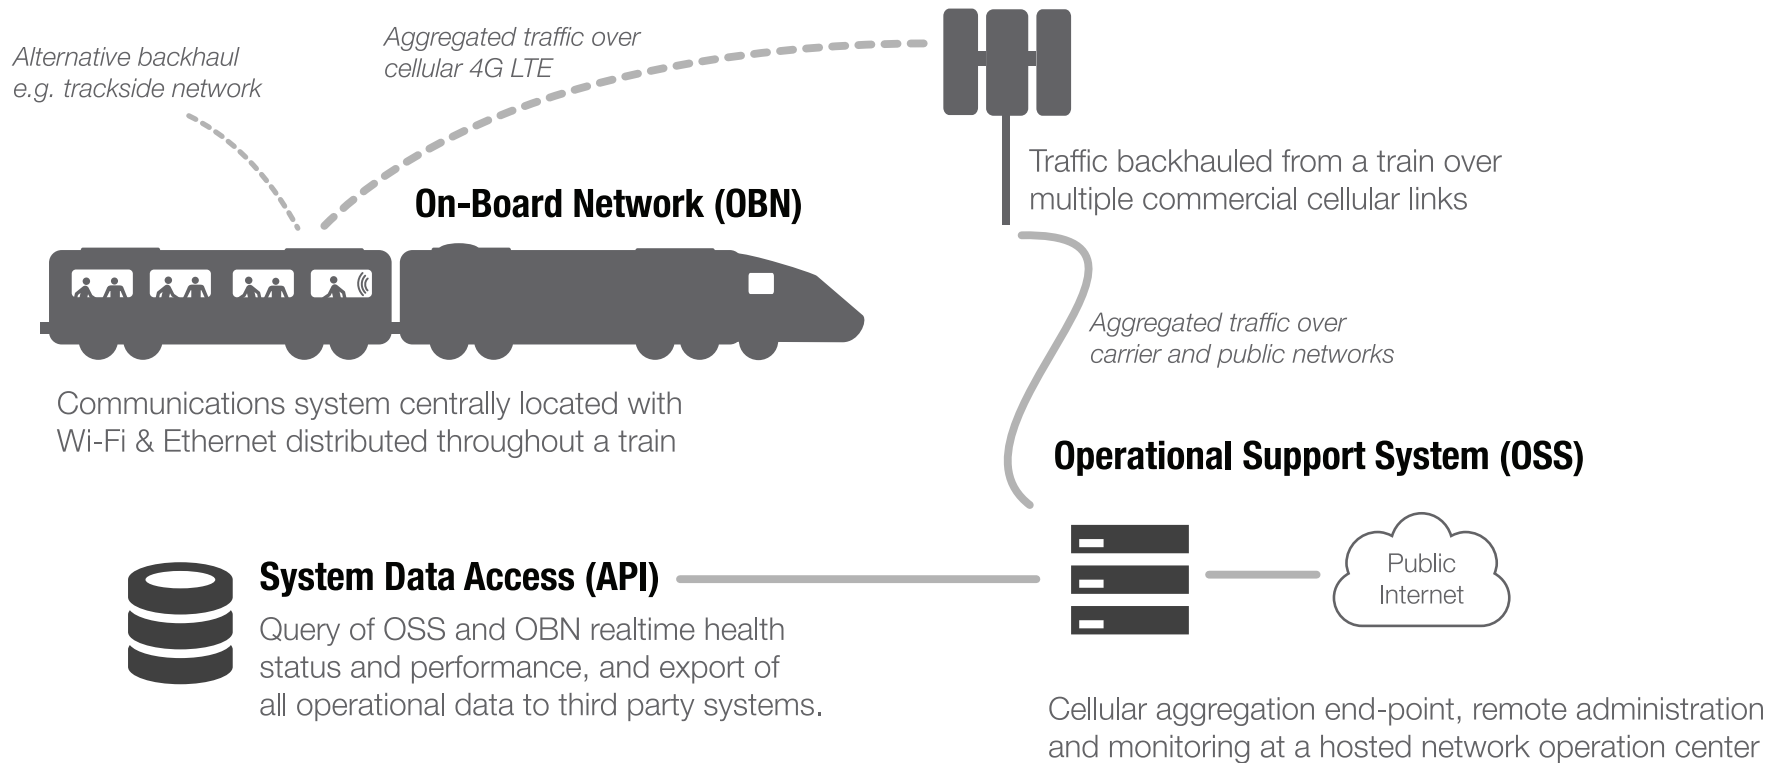 Alternative backhaul
e.g. trackside network
Aggregated traffic over
cellular 4G LTE
Traffic backhauled from a train over
multiple commercial cellular links
On-Board Network (OBN)
Aggregated traffic over
carrier and public networks
Communications system centrally located with
Wi-Fi & Ethernet distributed throughout a train
Operational Support System (OSS)
Public
Internet
System Data Access (API)
Query of OSS and OBN realtime health
status and performance, and export of
all operational data to third party systems.
Cellular aggregation end-point, remote administration
and monitoring at a hosted network operation center